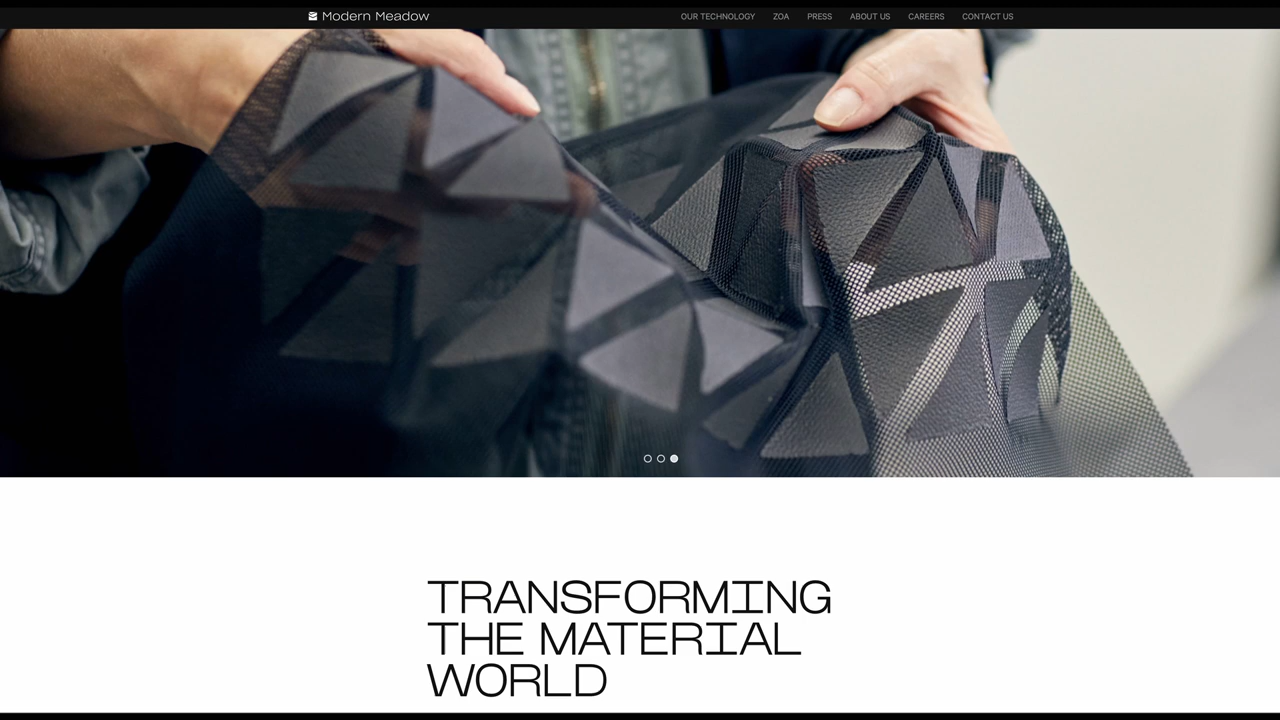 Modern Meadow
OUR TECHNOLOGY ZOA PRESS ABOUT US CAREERS CONTACT US
TRANSFORMING
THE MATERIAL
WORLD